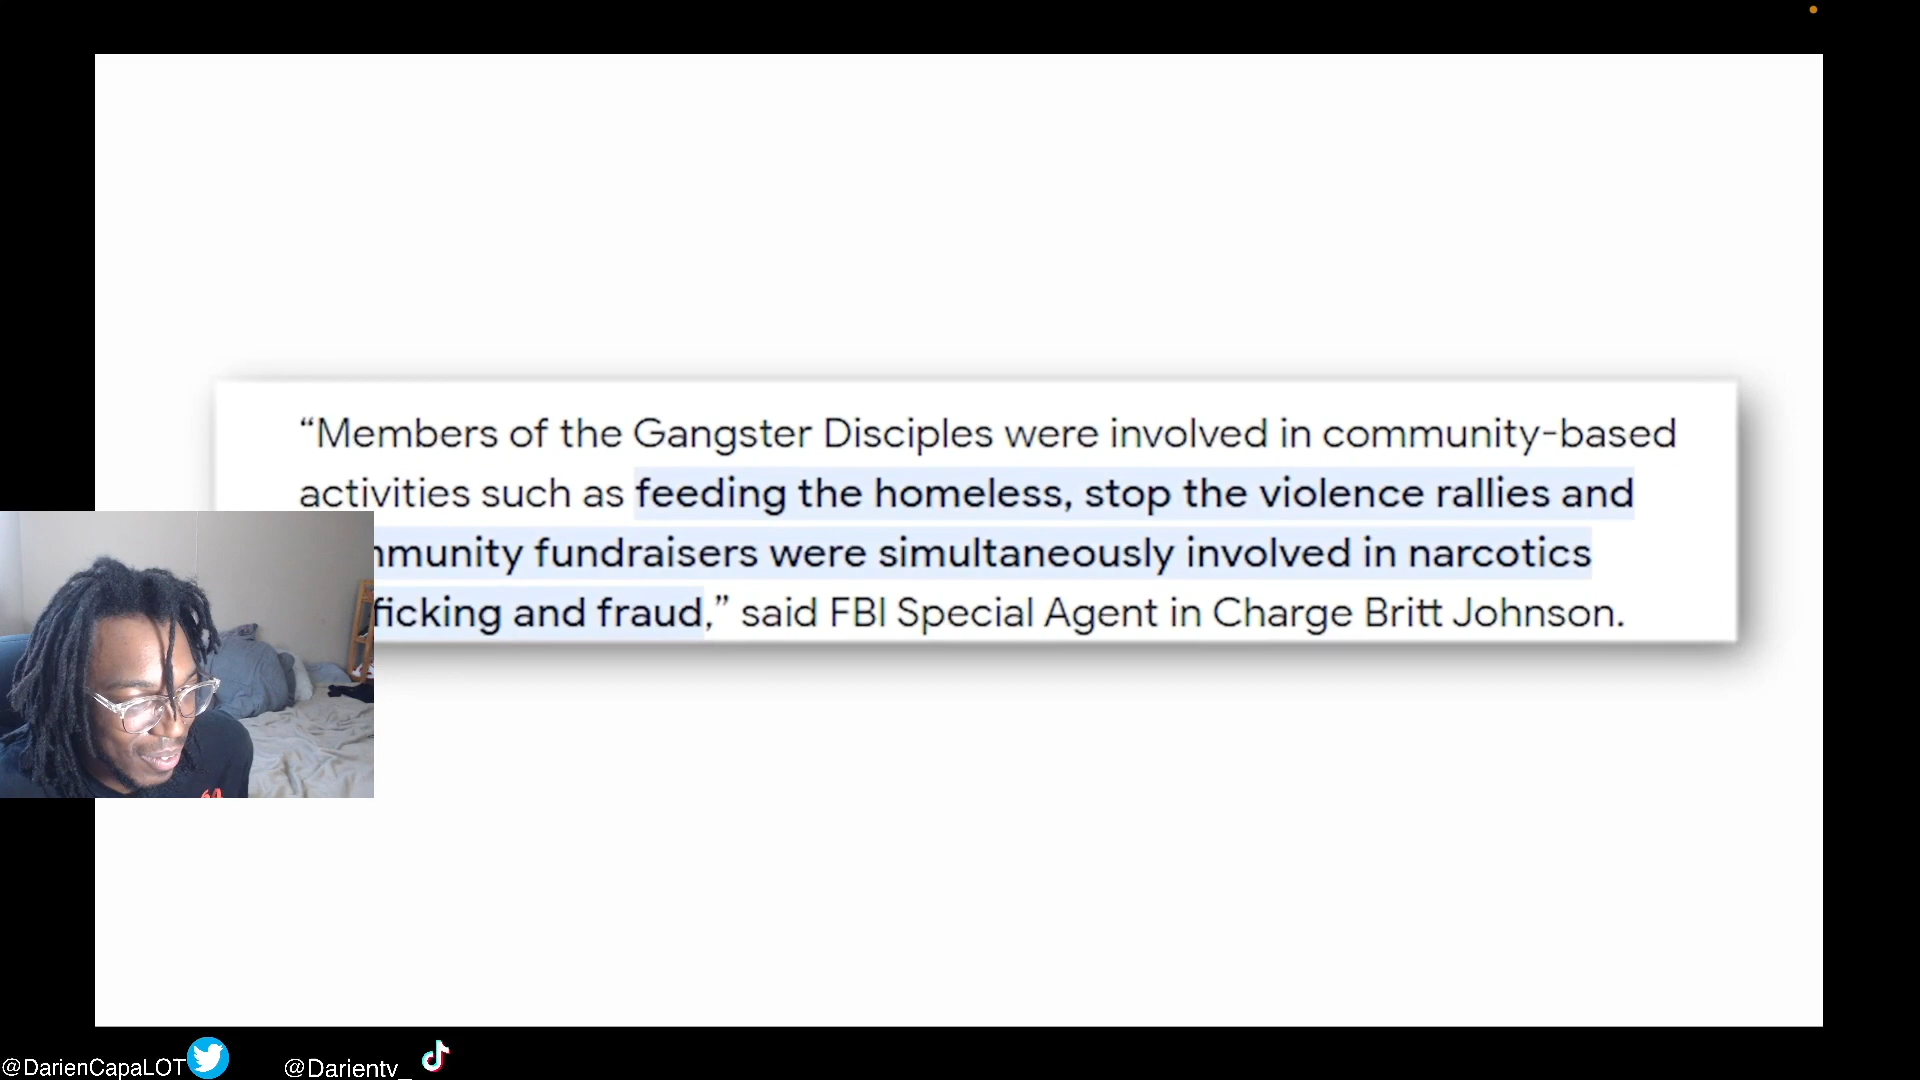 “Members of the Gangster Disciples were involved in community-based
activities such as feeding the homeless, stop the violence rallies and
mmunity fundraisers were simultaneously involved in narcotics
ficking and fraud,” said FBI Special Agent in Charge Britt Johnson.
@DarienCapaLOT
@Darientv_